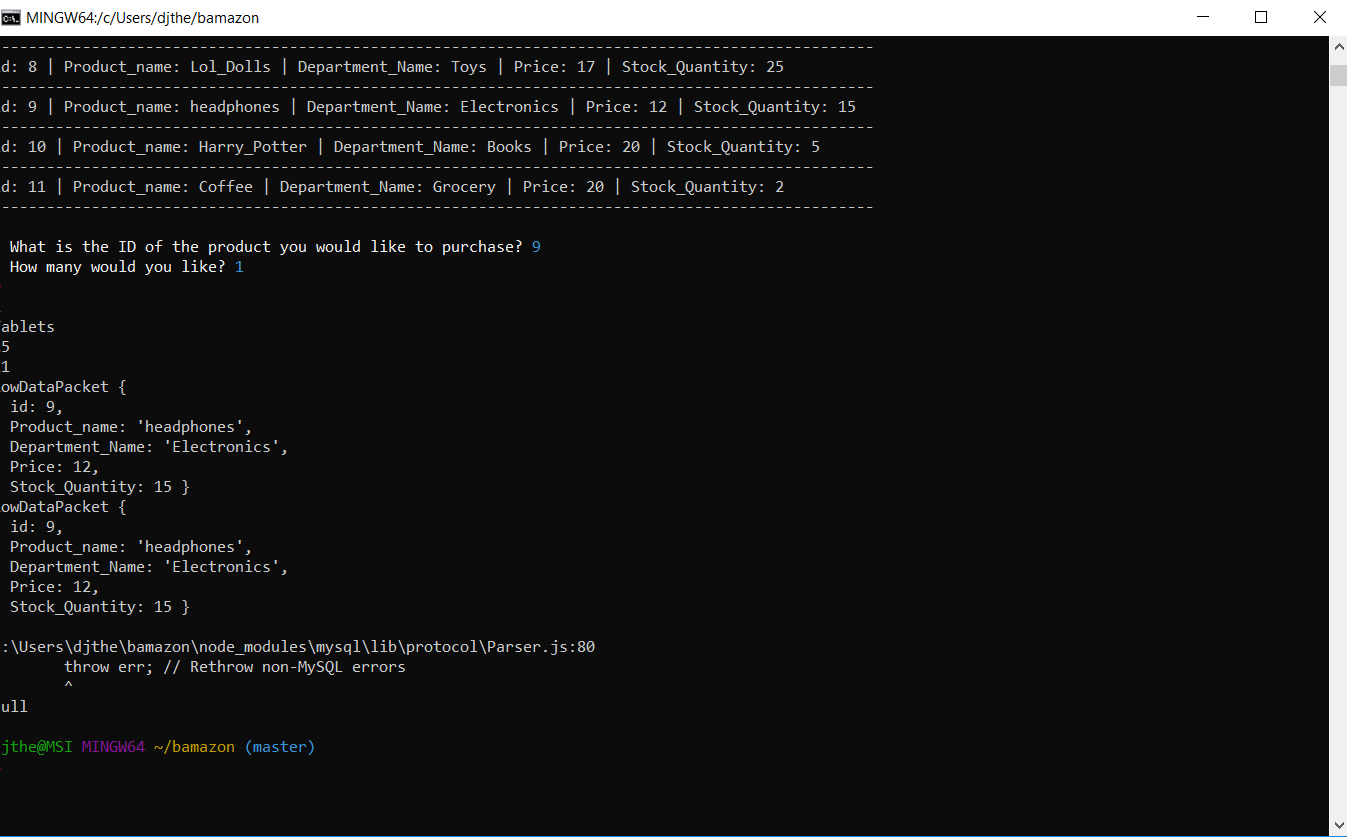 MINGW64:/c/Users/djthe/bamazon
------------------------------------------------------------------------------------------------
d: 8 | Product_name: Lol_Dolls | Department_Name: Toys | Price: 17 | Stock_Quantity: 25
------------------------------------------------------------------------------------------------
d: 9 | Product_name: headphones | Department_Name: Electronics | Price: 12 | Stock_Quantity: 15
------------------------------------------------------------------------------------------------
d: 10 | Product_name: Harry_Potter | Department_Name: Books | Price: 20 | Stock_Quantity: 5
------------------------------------------------------------------------------------------------
d: 11 | Product_name: Coffee | Department_Name: Grocery | Price: 20 | Stock_Quantity: 2
------------------------------------------------------------------------------------------------
What is the ID of the product you would like to purchase? 9
How many would you like? 1
ablets
5
1
owDataPacket {
id: 9,
Product_name: 'headphones',
Department_Name: 'Electronics',
Price: 12,
Stock_Quantity: 15 }
owDataPacket {
id: 9,
Product_name: 'headphones',
Department_Name: 'Electronics',
Price: 12,
Stock_Quantity: 15 }
:\Users\djthe\bamazon\node_modules\mysql\lib\protocol\Parser.js:80
throw err; // Rethrow non-MySQL errors
^
ull
jthe@MSI MINGW64 ~/bamazon (master)